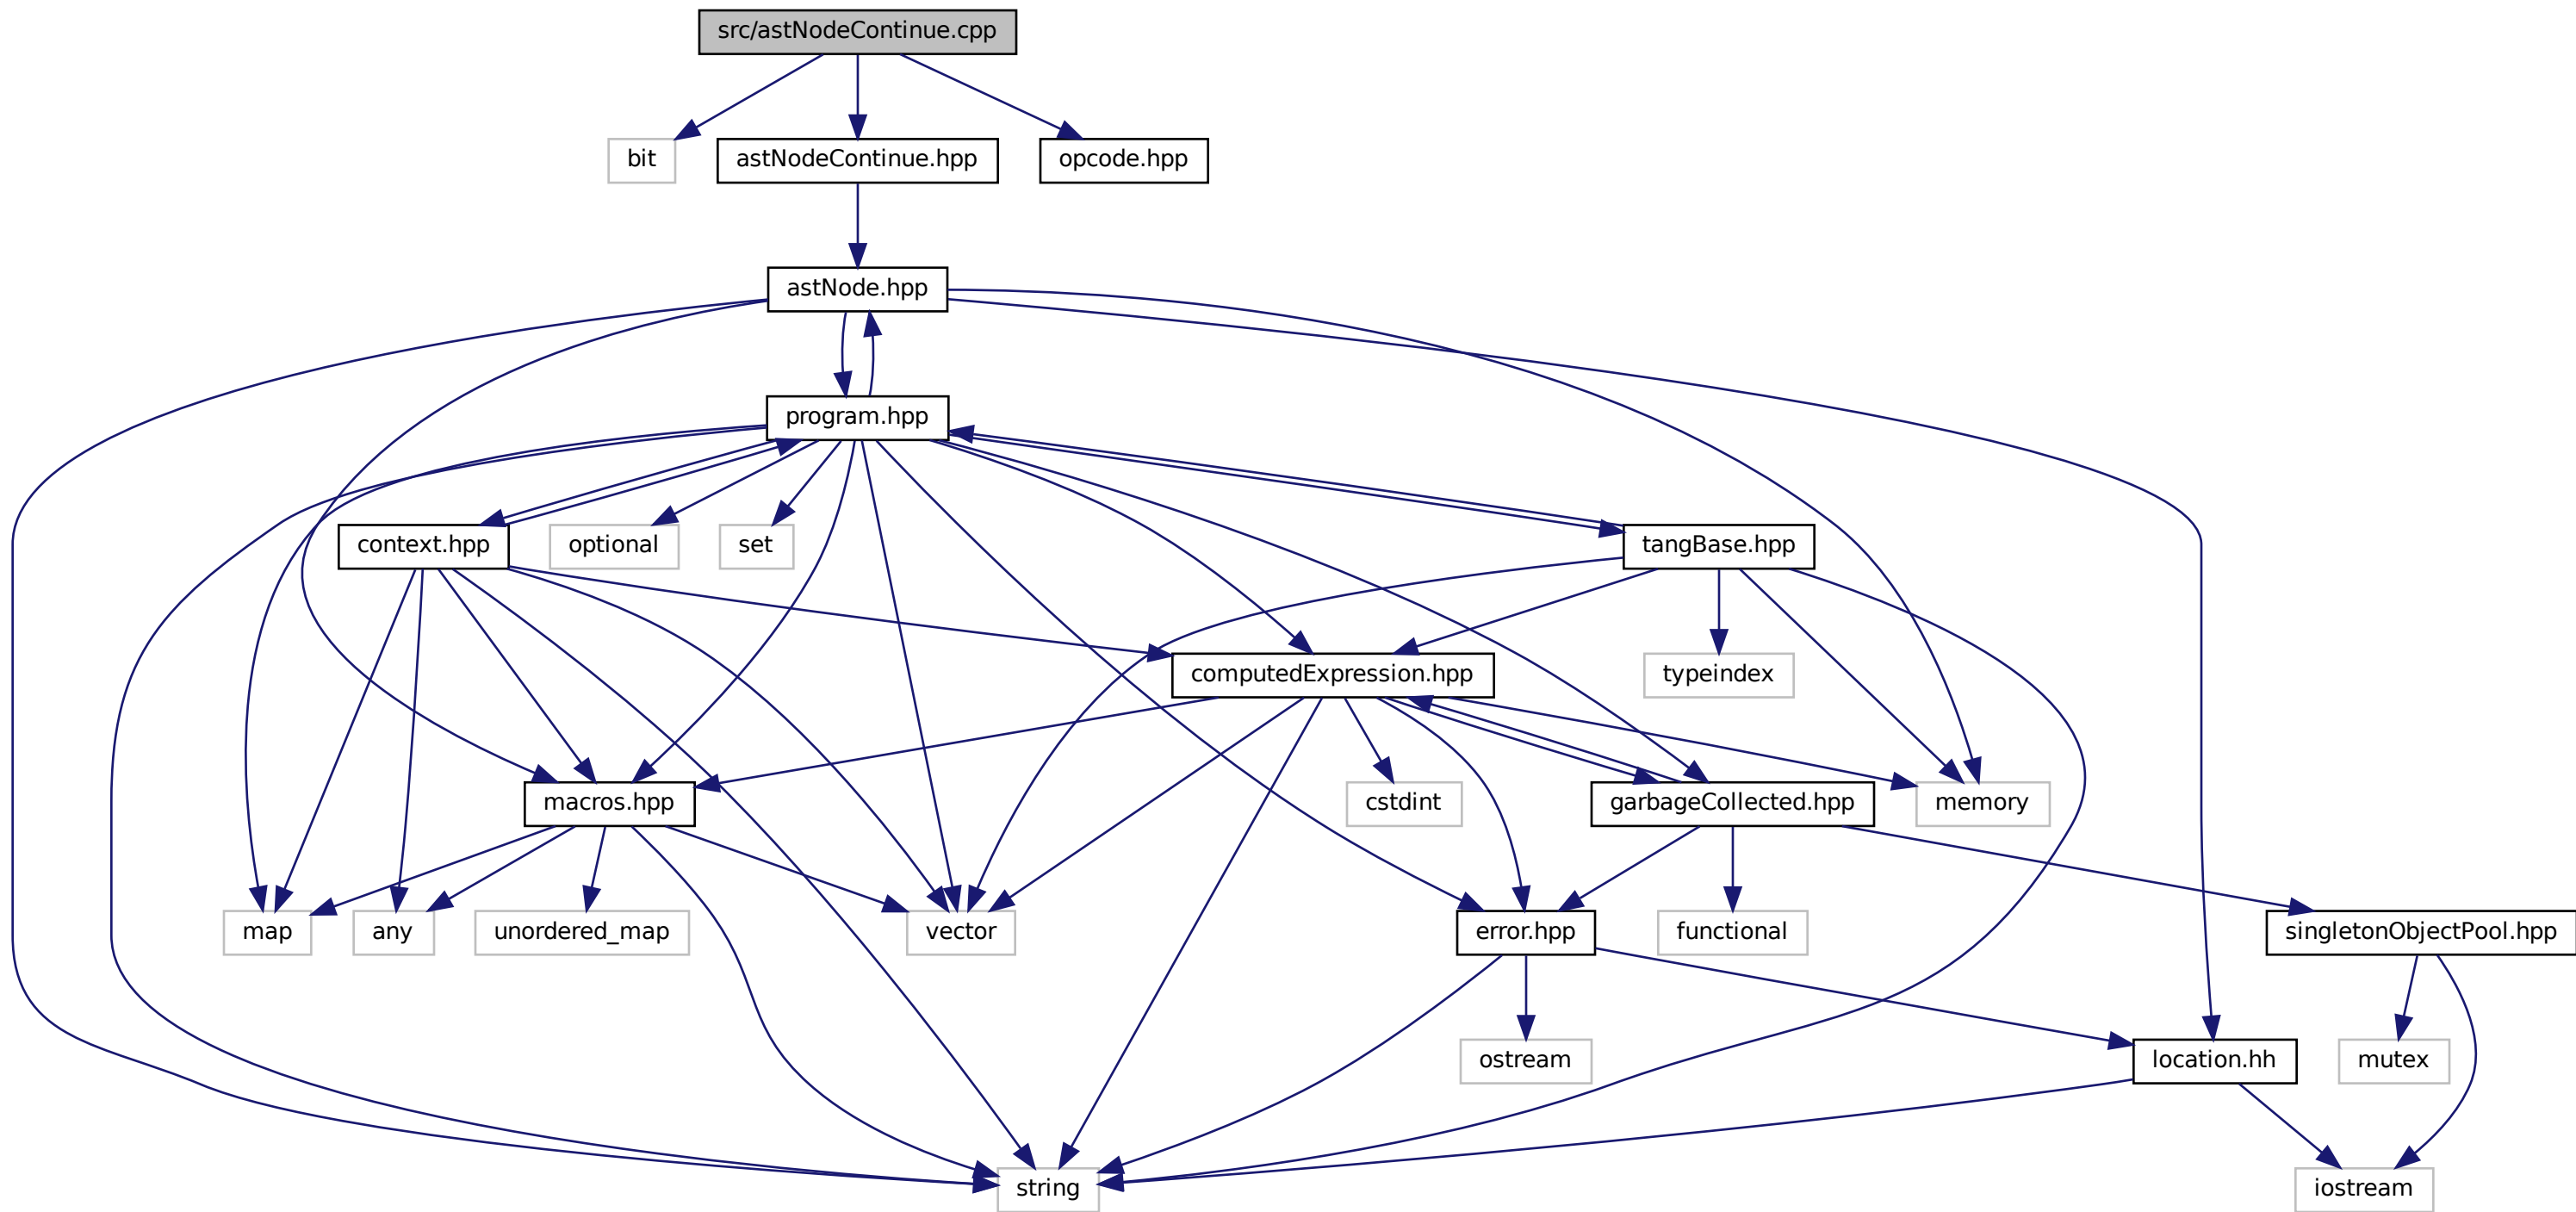 src/astNodeContinue.cpp
bit
astNodeContinue.hpp
opcode.hpp
astNode.hpp
program.hpp
context.hpp
optional
set
tangBase.hpp
computedExpression.hpp
typeindex
macros.hpp
cstdint
garbageCollected.hpp
memory
map
any
unordered_map
vector
error.hpp
functional
singletonObjectPool.hpp
ostream
location.hh
mutex
string
iostream